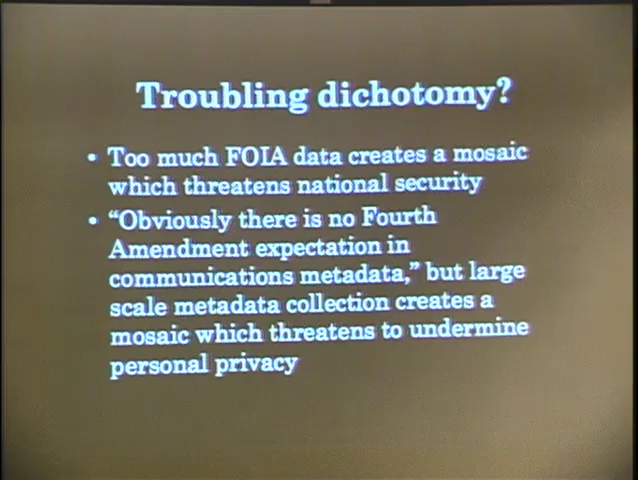 Troubling dichotomy?
• Too much FOIA data creates a mosaic
which threatens national security
• “Obviously there is no Fourth
Amendment expectation in
communications metadata,” but large
scale metadata collection creates a
mosaic which threatens to undermine
personal privacy